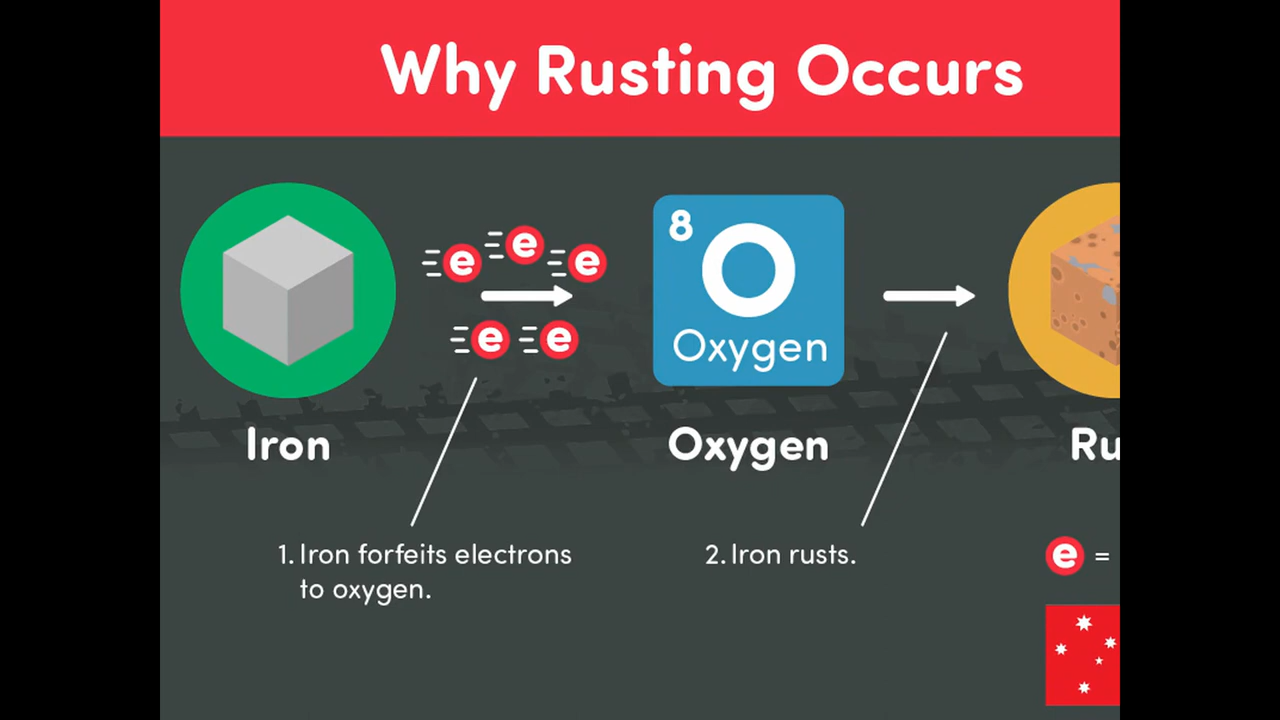 Why Rusting Occurs
e e e
e e
8
O
Oxygen
Iron
Oxygen
Ru
1. Iron forfeits electrons
to oxygen.
2. Iron rusts.
e =